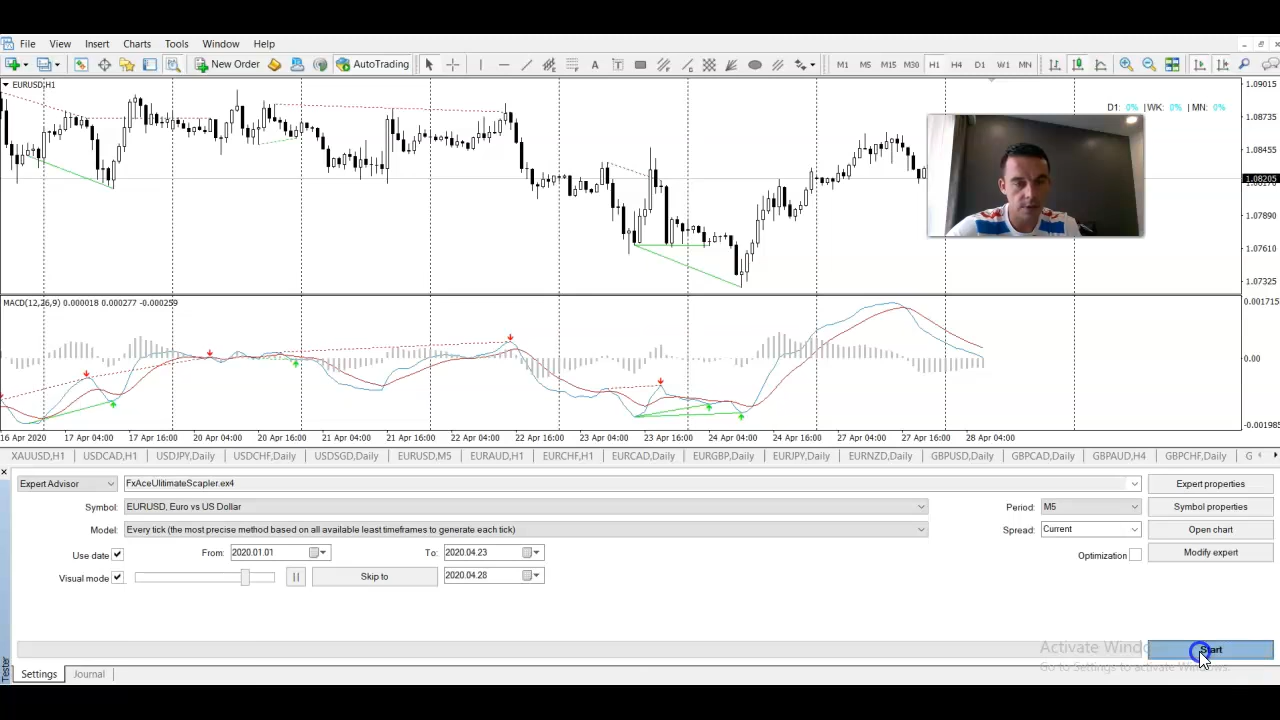 File View Insert Charts Tools Window Help
New Order AutoTrading A T M1 M5 M15 M30 H1 H4 D1 W1 MN
EURUSD,H1
1.09015
D1: 0% | WK: 0% | MN: 0%
1.08735
1.08455
1.08205
1.07890
1.07610
1.07325
MACD(12,26,9) 0.000018 0.000277 -0.000259
0.001715
0.00
-0.001985
16 Apr 2020 17 Apr 04:00 17 Apr 16:00 20 Apr 04:00 20 Apr 16:00 21 Apr 04:00 21 Apr 16:00 22 Apr 04:00 22 Apr 16:00 23 Apr 04:00 23 Apr 16:00 24 Apr 04:00 24 Apr 16:00 27 Apr 04:00 27 Apr 16:00 28 Apr 04:00
XAUUSD,H1 USDCAD,H1 USDJPY,Daily USDCHF,Daily USDSGD,Daily EURUSD,M5 EURAUD,H1 EURCHF,H1 EURCAD,Daily EURGBP,Daily EURJPY,Daily EURNZD,Daily GBPUSD,Daily GBPCAD,Daily GBPAUD,H4 GBPCHF,Daily G
Expert Advisor FxAceUlitimateScapler.ex4 Expert properties
Symbol: EURUSD, Euro vs US Dollar Period: M5 Symbol properties
Model: Every tick (the most precise method based on all available least timeframes to generate each tick) Spread: Current Open chart
Use date From: 2020.01.01 To: 2020.04.23 Optimization Modify expert
Visual mode Skip to 2020.04.28
Activate Windo
Start
Go to Settings to activate Windows.
Tester
Settings Journal